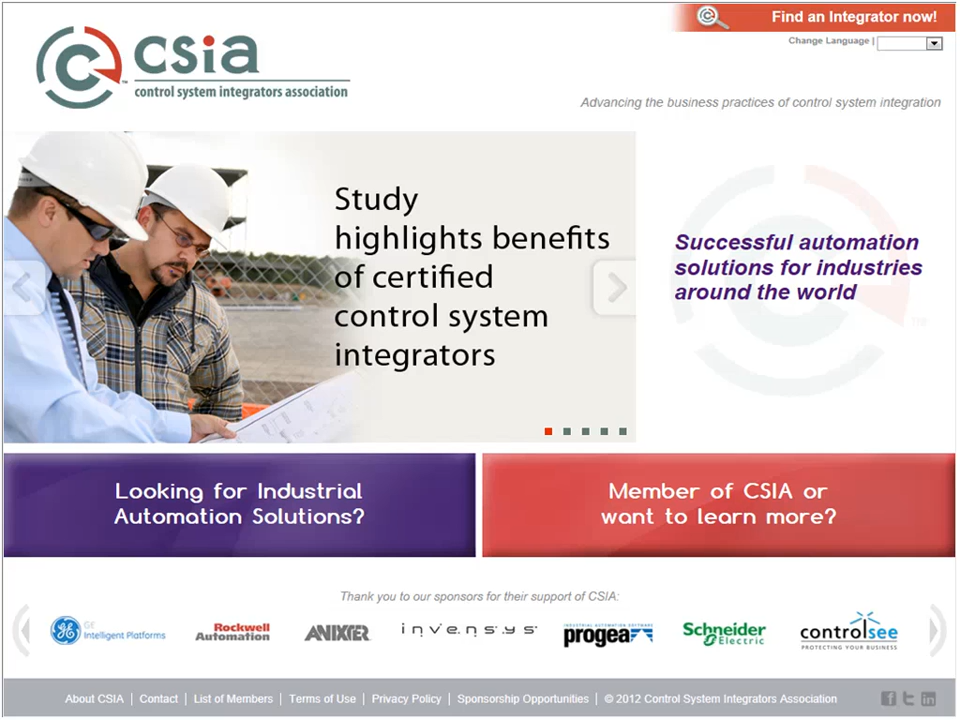 Find an Integrator now!
Change Language |
csia
TM
control system integrators association
Advancing the business practices of control system integration
Study
highlights benefits
of certified
control system
integrators
Successful automation
solutions for industries
around the world
Looking for Industrial
Automation Solutions?
Member of CSIA or
want to learn more?
Thank you to our sponsors for their support of CSIA:
GE
Intelligent Platforms
Rockwell
Automation
ANIXTER
invensys
INDUSTRIAL AUTOMATION SOFTWARE
progea
Schneider
Electric
controlsee
PROTECTING YOUR BUSINESS
About CSIA | Contact | List of Members | Terms of Use | Privacy Policy | Sponsorship Opportunities | © 2012 Control System Integrators Association